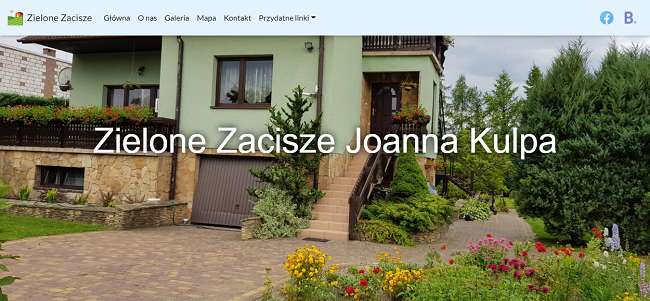 Zielone Zacisze Główna O nas Galeria Mapa Kontakt Przydatne linki B.
Zielone Zacisze Joanna Kulpa